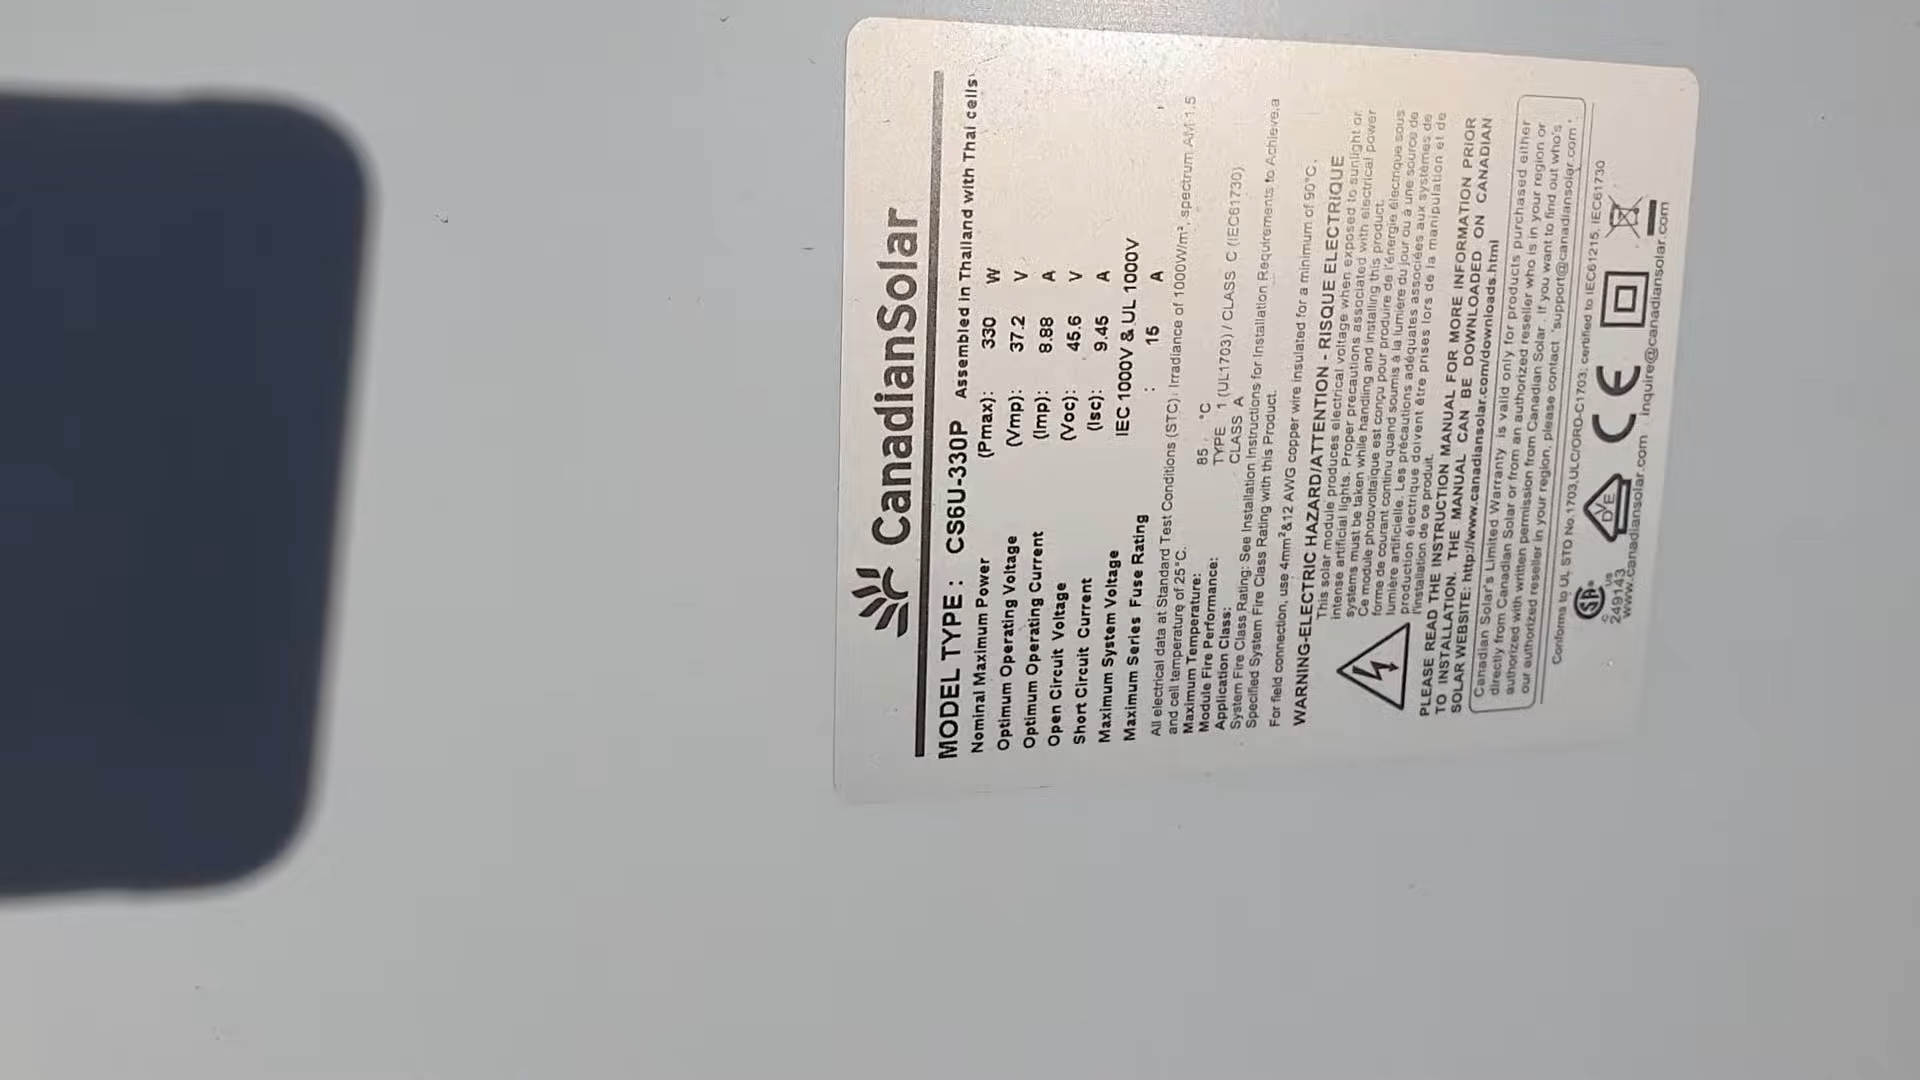 CanadianSolar
MODEL TYPE : CS6U-330P Assembled in Thailand with Thai cells
Nominal Maximum Power (Pmax): 330 W
Optimum Operating Voltage (Vmp): 37.2 V
Optimum Operating Current (Imp): 8.88 A
Open Circuit Voltage (Voc): 45.6 V
Short Circuit Current (Isc): 9.45 A
Maximum System Voltage IEC 1000V & UL 1000V
Maximum Series Fuse Rating : 15 A
All electrical data at Standard Test Conditions (STC), Irradiance of 1000W/m², spectrum AM 1.5
and cell temperature of 25°C.
Maximum Temperature: 85 °C
Module Fire Performance: TYPE 1 (UL1703) / CLASS C (IEC61730)
Application Class: CLASS A
System Fire Class Rating: See Installation Instructions for Installation Requirements to Achieve a
Specified System Fire Class Rating with this Product.
For field connection, use 4mm²&12 AWG copper wire insulated for a minimum of 90°C.
WARNING-ELECTRIC HAZARD/ATTENTION - RISQUE ELECTRIQUE
This solar module produces electrical voltage when exposed to sunlight or
intense artificial lights. Proper precautions associated with electrical power
systems must be taken while handling and installing this product.
Ce module photovoltaïque est conçu pour produire de l'énergie électrique sous
forme de courant continu quand soumis à la lumière du jour ou à une source de
lumière artificielle. Les précautions adéquates associées aux systèmes de
production électrique doivent être prises lors de la manipulation et de
l'installation de ce produit.
PLEASE READ THE INSTRUCTION MANUAL FOR MORE INFORMATION PRIOR
TO INSTALLATION. THE MANUAL CAN BE DOWNLOADED ON CANADIAN
SOLAR WEBSITE: http://www.canadiansolar.com/downloads.html
Canadian Solar's Limited Warranty is valid only for products purchased either
directly from Canadian Solar or from an authorized reseller who is in your region or
authorized with written permission from Canadian Solar. If you want to find out who's
our authorized reseller in your region, please contact "support@canadiansolar.com".
Conforms to UL STD No.1703,ULC/ORD-C1703; certified to IEC61215, IEC61730
SA
C US
249143
DVE
CE
www.canadiansolar.com inquire@canadiansolar.com